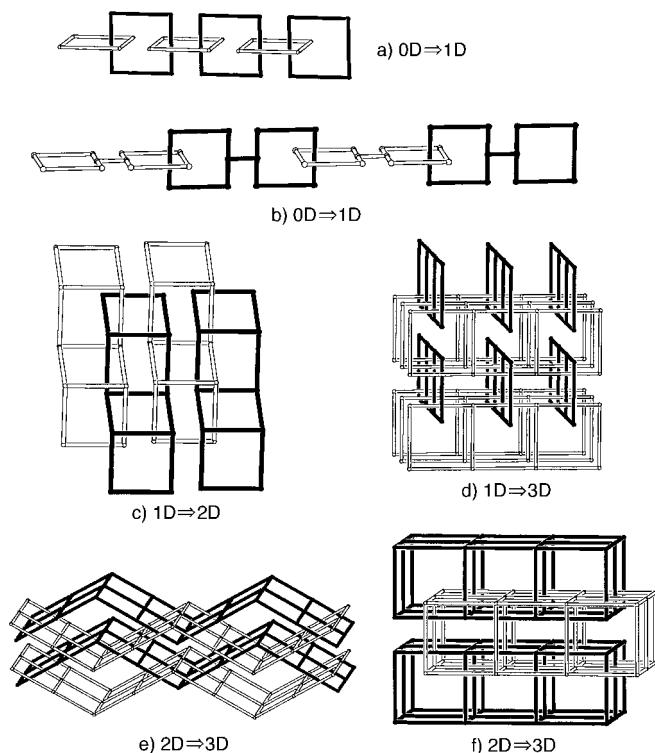 a) 0D⇒1D
b) 0D⇒1D
c) 1D⇒2D
d) 1D⇒3D
e) 2D⇒3D
f) 2D⇒3D